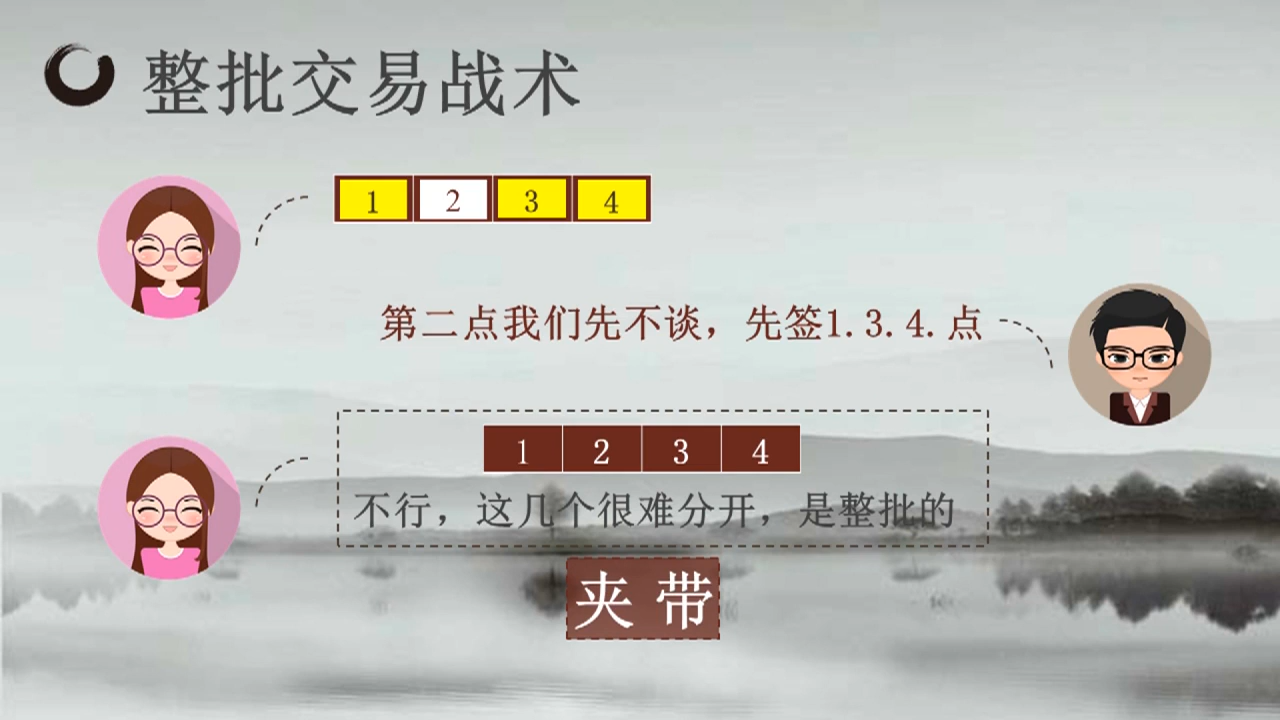 整批交易战术
1 2 3 4
第二点我们先不谈，先签1.3.4.点
1 2 3 4
不行，这几个很难分开，是整批的
夹带